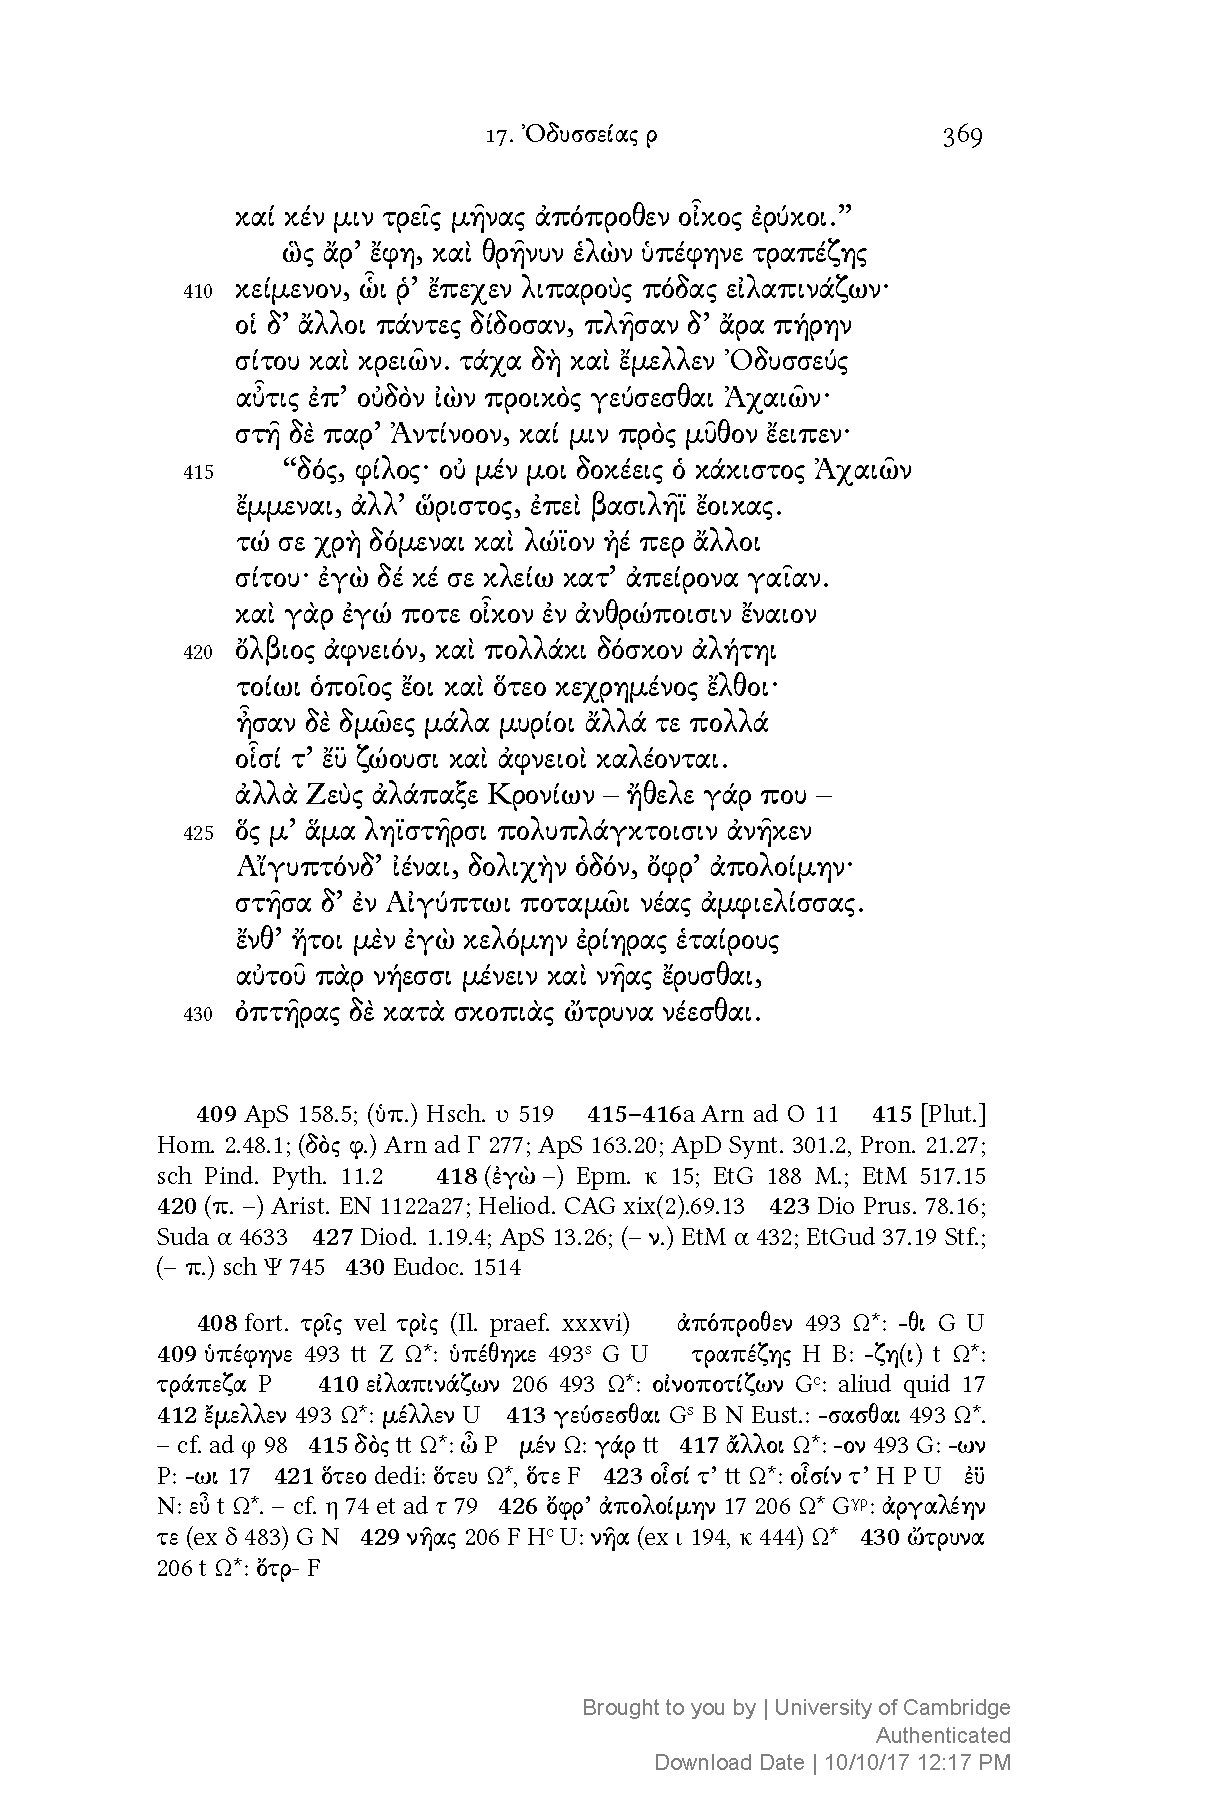 17. Ὀδυσσείας ρ 369
καί κέν μιν τρεῖς μῆνας ἀπόπροθεν οἶκος ἐρύκοι.”
ὣς ἄρ’ ἔφη, καὶ θρῆνυν ἑλὼν ὑπέφηνε τραπέζης
410 κείμενον, ὧι ῥ’ ἔπεχεν λιπαροὺς πόδας εἰλαπινάζων·
οἱ δ’ ἄλλοι πάντες δίδοσαν, πλῆσαν δ’ ἄρα πήρην
σίτου καὶ κρειῶν. τάχα δὴ καὶ ἔμελλεν Ὀδυσσεύς
αὖτις ἐπ’ οὐδὸν ἰὼν προικὸς γεύσεσθαι Ἀχαιῶν·
στῆ δὲ παρ’ Ἀντίνοον, καί μιν πρὸς μῦθον ἔειπεν·
415 “δός, φίλος· οὐ μέν μοι δοκέεις ὁ κάκιστος Ἀχαιῶν
ἔμμεναι, ἀλλ’ ὥριστος, ἐπεὶ βασιλῆϊ ἔοικας.
τώ σε χρὴ δόμεναι καὶ λώϊον ἠέ περ ἄλλοι
σίτου· ἐγὼ δέ κέ σε κλείω κατ’ ἀπείρονα γαῖαν.
καὶ γὰρ ἐγώ ποτε οἶκον ἐν ἀνθρώποισιν ἔναιον
420 ὄλβιος ἀφνειόν, καὶ πολλάκι δόσκον ἀλήτηι
τοίωι ὁποῖος ἔοι καὶ ὅτεο κεχρημένος ἔλθοι·
ἦσαν δὲ δμῶες μάλα μυρίοι ἄλλά τε πολλά
οἷσί τ’ ἔϋ ζώουσι καὶ ἀφνειοὶ καλέονται.
ἀλλὰ Ζεὺς ἀλάπαξε Κρονίων – ἤθελε γάρ που –
425 ὅς μ’ ἅμα ληϊστῆρσι πολυπλάγκτοισιν ἀνῆκεν
Αἴγυπτόνδ’ ἰέναι, δολιχὴν ὁδόν, ὄφρ’ ἀπολοίμην·
στῆσα δ’ ἐν Αἰγύπτωι ποταμῶι νέας ἀμφιελίσσας.
ἔνθ’ ἤτοι μὲν ἐγὼ κελόμην ἐρίηρας ἑταίρους
αὐτοῦ πὰρ νήεσσι μένειν καὶ νῆας ἔρυσθαι,
430 ὀπτῆρας δὲ κατὰ σκοπιὰς ὤτρυνα νέεσθαι.
409 ApS 158.5; (ὑπ.) Hsch. υ 519 415–416a Arn ad O 11 415 [Plut.]
Hom. 2.48.1; (δὸς φ.) Arn ad Γ 277; ApS 163.20; ApD Synt. 301.2, Pron. 21.27;
sch Pind. Pyth. 11.2 418 (ἐγὼ –) Epm. κ 15; EtG 188 M.; EtM 517.15
420 (π. –) Arist. EN 1122a27; Heliod. CAG xix(2).69.13 423 Dio Prus. 78.16;
Suda α 4633 427 Diod. 1.19.4; ApS 13.26; (– ν.) EtM α 432; EtGud 37.19 Stf.;
(– π.) sch Ψ 745 430 Eudoc. 1514
408 fort. τρῖς vel τρὶς (Il. praef. xxxvi) ἀπόπροθεν 493 Ω*: -θι G U
409 ὑπέφηνε 493 tt Z Ω*: ὑπέθηκε 493ˢ G U τραπέζης H B: -ζη(ι) t Ω*:
τράπεζα P 410 εἰλαπινάζων 206 493 Ω*: οἰνοποτίζων Gᶜ: aliud quid 17
412 ἔμελλεν 493 Ω*: μέλλεν U 413 γεύσεσθαι Gˢ B N Eust.: -σασθαι 493 Ω*.
– cf. ad φ 98 415 δὸς tt Ω*: ὦ P μέν Ω: γάρ tt 417 ἄλλοι Ω*: -ον 493 G: -ων
P: -ωι 17 421 ὅτεο dedi: ὅτευ Ω*, ὅτε F 423 οἷσί τ’ tt Ω*: οἷσίν τ’ H P U ἐϋ
N: εὖ t Ω*. – cf. η 74 et ad τ 79 426 ὄφρ’ ἀπολοίμην 17 206 Ω* Gᵞᵖ: ἀργαλέην
τε (ex δ 483) G N 429 νῆας 206 F Hᶜ U: νῆα (ex ι 194, κ 444) Ω* 430 ὤτρυνα
206 t Ω*: ὄτρ- F
Brought to you by | University of Cambridge
Authenticated
Download Date | 10/10/17 12:17 PM